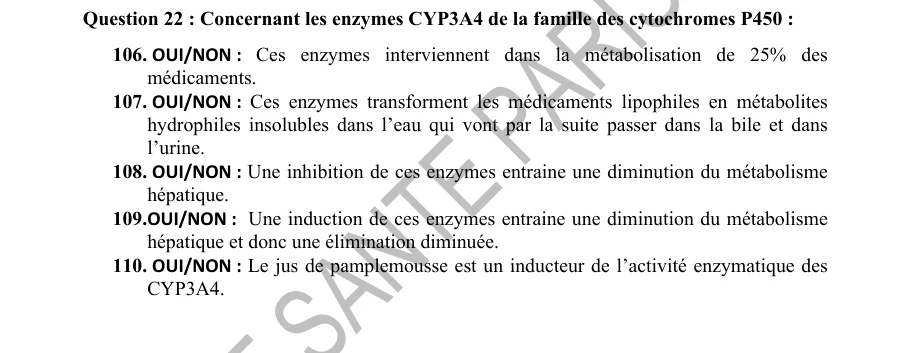 Question 22 : Concernant les enzymes CYP3A4 de la famille des cytochromes P450 :
106. OUI/NON : Ces enzymes interviennent dans la métabolisation de 25% des
médicaments.
107. OUI/NON : Ces enzymes transforment les médicaments lipophiles en métabolites
hydrophiles insolubles dans l'eau qui vont par la suite passer dans la bile et dans
l'urine.
108. OUI/NON : Une inhibition de ces enzymes entraine une diminution du métabolisme
hépatique.
109.OUI/NON : Une induction de ces enzymes entraine une diminution du métabolisme
hépatique et donc une élimination diminuée.
110. OUI/NON : Le jus de pamplemousse est un inducteur de l'activité enzymatique des
CYP3A4.
SANTE PARIS